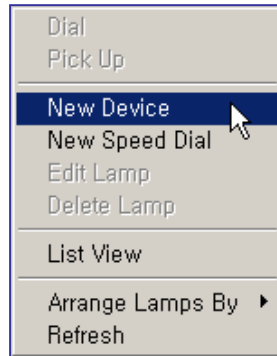 Dial
Pick Up
New Device
New Speed Dial
Edit Lamp
Delete Lamp
List View
Arrange Lamps By
Refresh